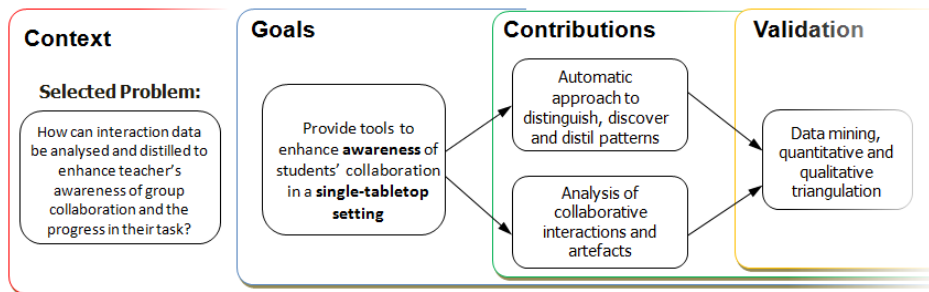 Context
Selected Problem:
How can interaction data
be analysed and distilled to
enhance teacher's
awareness of group
collaboration and the
progress in their task?
Goals
Provide tools to
enhance awareness of
students' collaboration
in a single-tabletop
setting
Contributions
Automatic
approach to
distinguish, discover
and distil patterns
Analysis of
collaborative
interactions and
artefacts
Validation
Data mining,
quantitative and
qualitative
triangulation